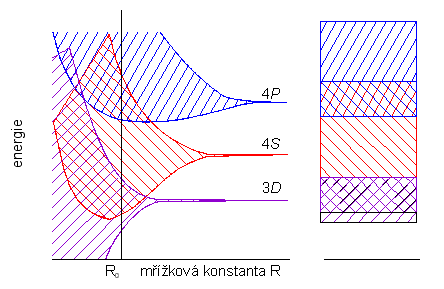 4P
4S
energie
3D
R₀ mřížková konstanta R